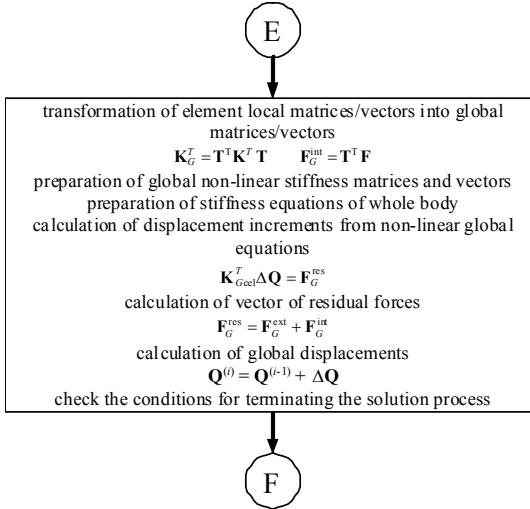 E
transformation of element local matrices/vectors into global
matrices/vectors
K_G^T = T^T K^T T    F_G^int = T^T F
preparation of global non-linear stiffness matrices and vectors
preparation of stiffness equations of whole body
calculation of displacement increments from non-linear global
equations
K_Gcel^T ΔQ = F_G^res
calculation of vector of residual forces
F_G^res = F_G^ext + F_G^int
calculation of global displacements
Q^(i) = Q^(i-1) + ΔQ
check the conditions for terminating the solution process
F